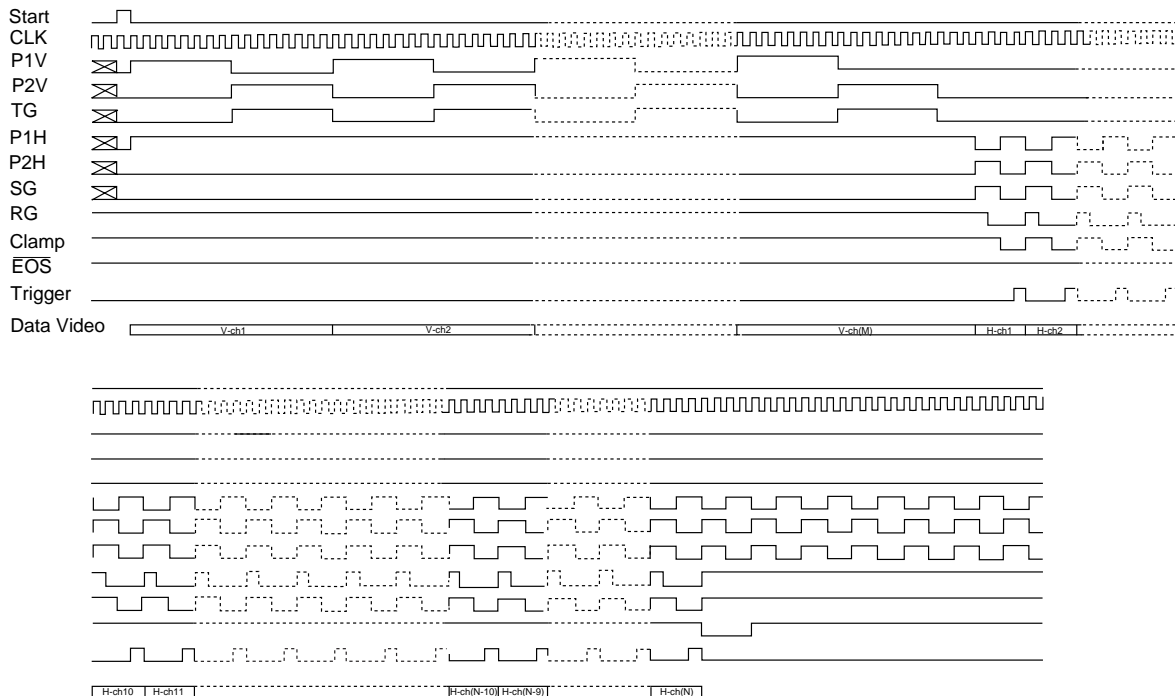 Start
CLK
P1V
P2V
TG
P1H
P2H
SG
RG
Clamp
EOS
Trigger
Data Video V-ch1 V-ch2 V-ch(M) H-ch1 H-ch2
H-ch10 H-ch11 H-ch(N-10) H-ch(N-9) H-ch(N)